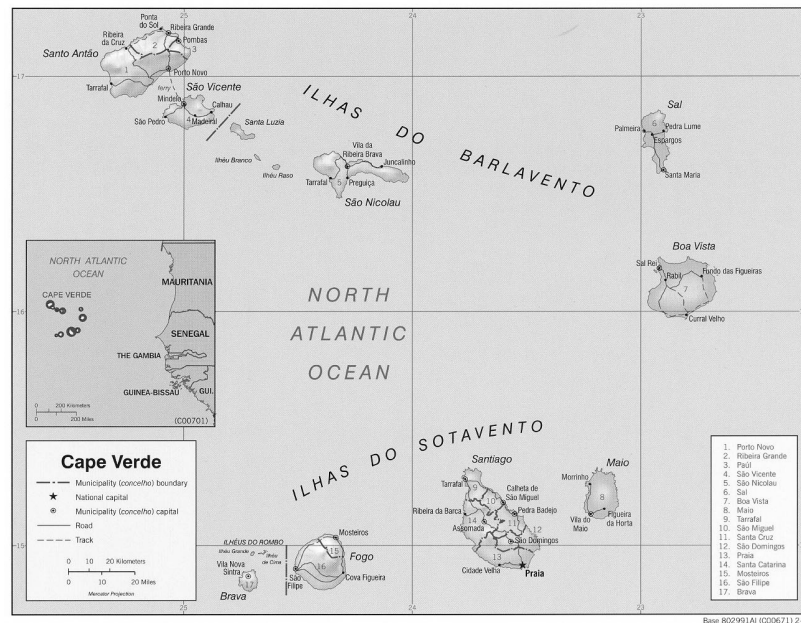 25
24
23
Ponta
do Sol
Ribeira Grande
Ribeira
da Cruz
Pombas
Santo Antão
2
3
1
17
Porto Novo
Tarrafal
ferry
São Vicente
Mindelo
Calhau
São Pedro
4
Madeiral
Santa Luzia
Ilhéu Branco
Ilhéu Raso
ILHAS DO BARLAVENTO
Vila da
Ribeira Brava
Juncalinho
Tarrafal
5
Preguiça
São Nicolau
Sal
6
Palmeira
Pedra Lume
Espargos
Santa Maria
Boa Vista
Sal Rei
Rabil
Fundo das Figueiras
7
Curral Velho
NORTH ATLANTIC
OCEAN
MAURITANIA
CAPE VERDE
SENEGAL
THE GAMBIA
GUINEA-BISSAU
GUI.
0 200 Kilometers
0 200 Miles
(C00701)
16
NORTH
ATLANTIC
OCEAN
Cape Verde
Municipality (concelho) boundary
National capital
Municipality (concelho) capital
Road
Track
0 10 20 Kilometers
0 10 20 Miles
Mercator Projection
ILHAS DO SOTAVENTO
Santiago
Tarrafal
9
10
Calheta de
São Miguel
Ribeira da Barca
14
Pedra Badejo
11
Assomada
12
São Domingos
13
Cidade Velha
Praia
Maio
Morrinho
8
Vila do
Maio
Figueira
da Horta
15
ILHÉUS DO ROMBO
Ilhéu Grande
Ilhéu
de Cima
Vila Nova
Sintra
17
Brava
Mosteiros
15
Fogo
16
São
Filipe
Cova Figueira
1. Porto Novo
2. Ribeira Grande
3. Paúl
4. São Vicente
5. São Nicolau
6. Sal
7. Boa Vista
8. Maio
9. Tarrafal
10. São Miguel
11. Santa Cruz
12. São Domingos
13. Praia
14. Santa Catarina
15. Mosteiros
16. São Filipe
17. Brava
25
24
23
Base 802991AI (C00671) 2-